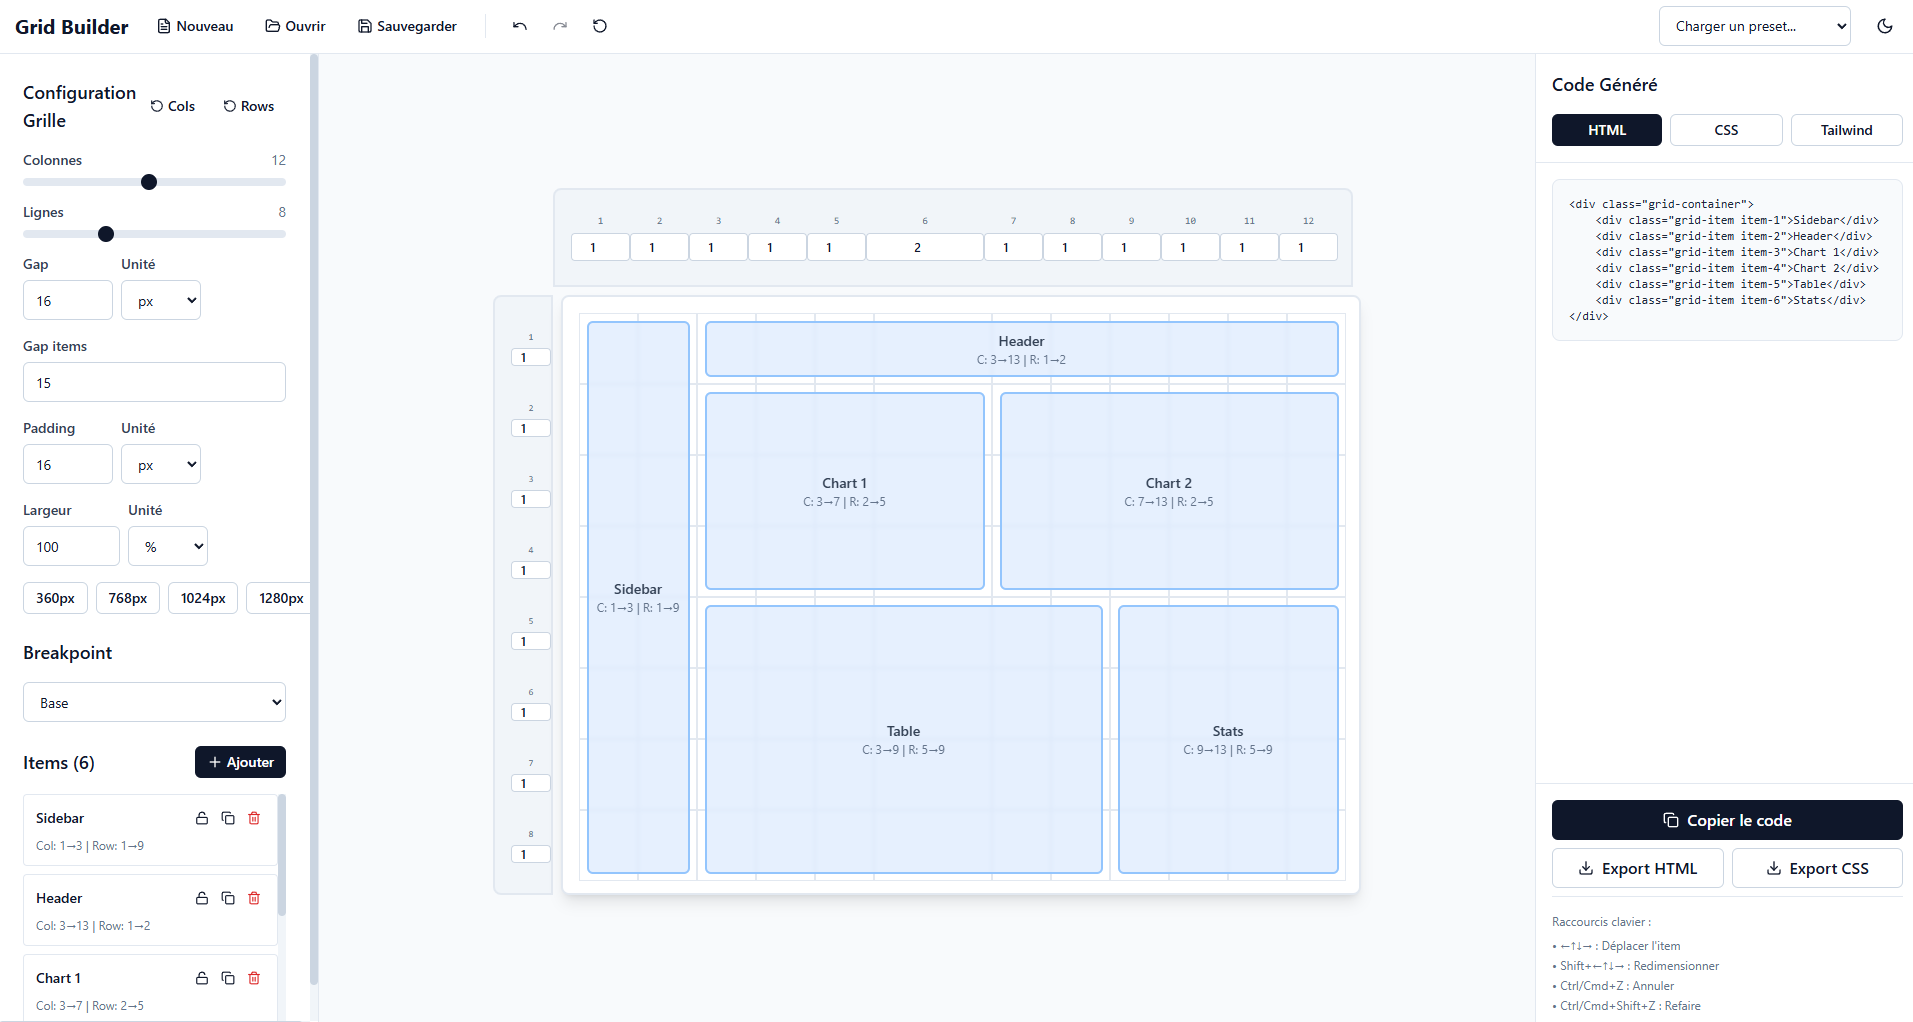 Grid Builder
Nouveau
Ouvrir
Sauvegarder
Charger un preset...
Configuration
Grille
Cols
Rows
Colonnes 12
Lignes 8
Gap Unité
16 px
Gap items
15
Padding Unité
16 px
Largeur Unité
100 %
360px 768px 1024px 1280px
Breakpoint
Base
Items (6)
+ Ajouter
Sidebar
Col: 1→3 | Row: 1→9
Header
Col: 3→13 | Row: 1→2
Chart 1
Col: 3→7 | Row: 2→5
1 2 3 4 5 6 7 8 9 10 11 12
1 1 1 1 1 2 1 1 1 1 1 1
1
1
2
1
3
1
4
1
5
1
6
1
7
1
8
1
Header
C: 3→13 | R: 1→2
Chart 1
C: 3→7 | R: 2→5
Chart 2
C: 7→13 | R: 2→5
Sidebar
C: 1→3 | R: 1→9
Table
C: 3→9 | R: 5→9
Stats
C: 9→13 | R: 5→9
Code Généré
HTML CSS Tailwind
<div class="grid-container">
    <div class="grid-item item-1">Sidebar</div>
    <div class="grid-item item-2">Header</div>
    <div class="grid-item item-3">Chart 1</div>
    <div class="grid-item item-4">Chart 2</div>
    <div class="grid-item item-5">Table</div>
    <div class="grid-item item-6">Stats</div>
</div>
Copier le code
Export HTML
Export CSS
Raccourcis clavier :
• ←↑↓→ : Déplacer l'item
• Shift+←↑↓→ : Redimensionner
• Ctrl/Cmd+Z : Annuler
• Ctrl/Cmd+Shift+Z : Refaire